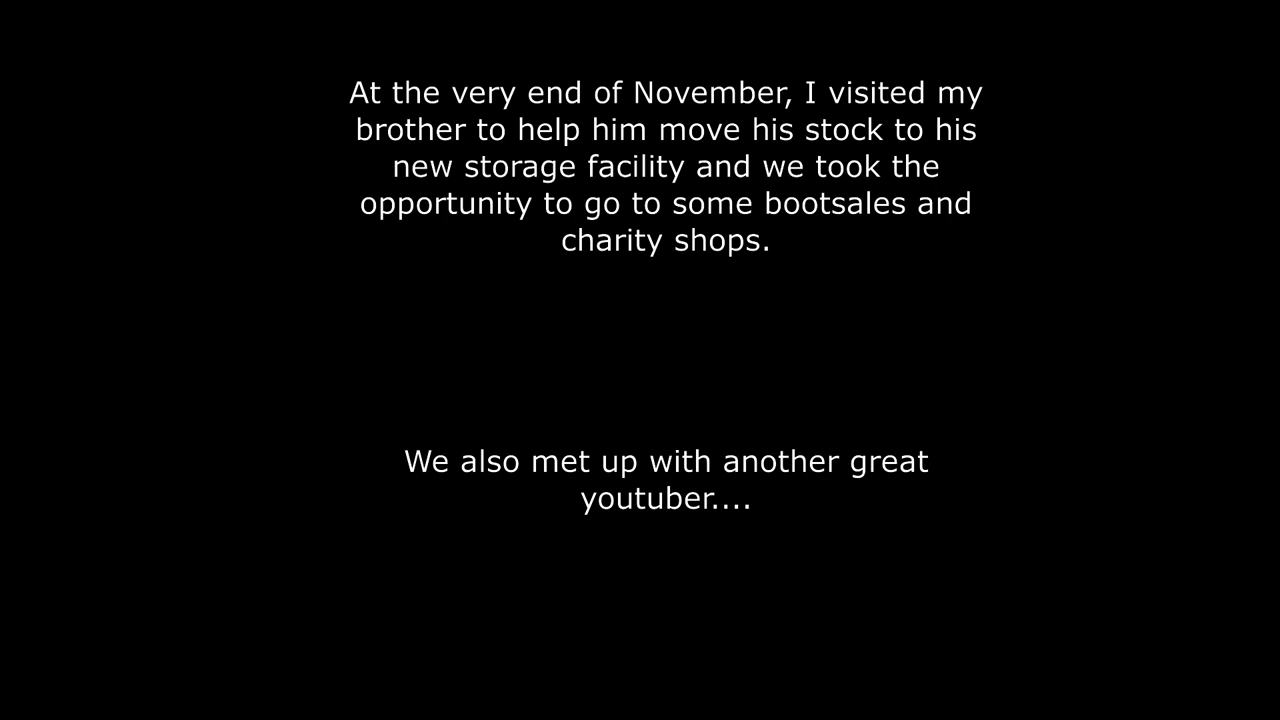 At the very end of November, I visited my
brother to help him move his stock to his
new storage facility and we took the
opportunity to go to some bootsales and
charity shops.
We also met up with another great
youtuber....